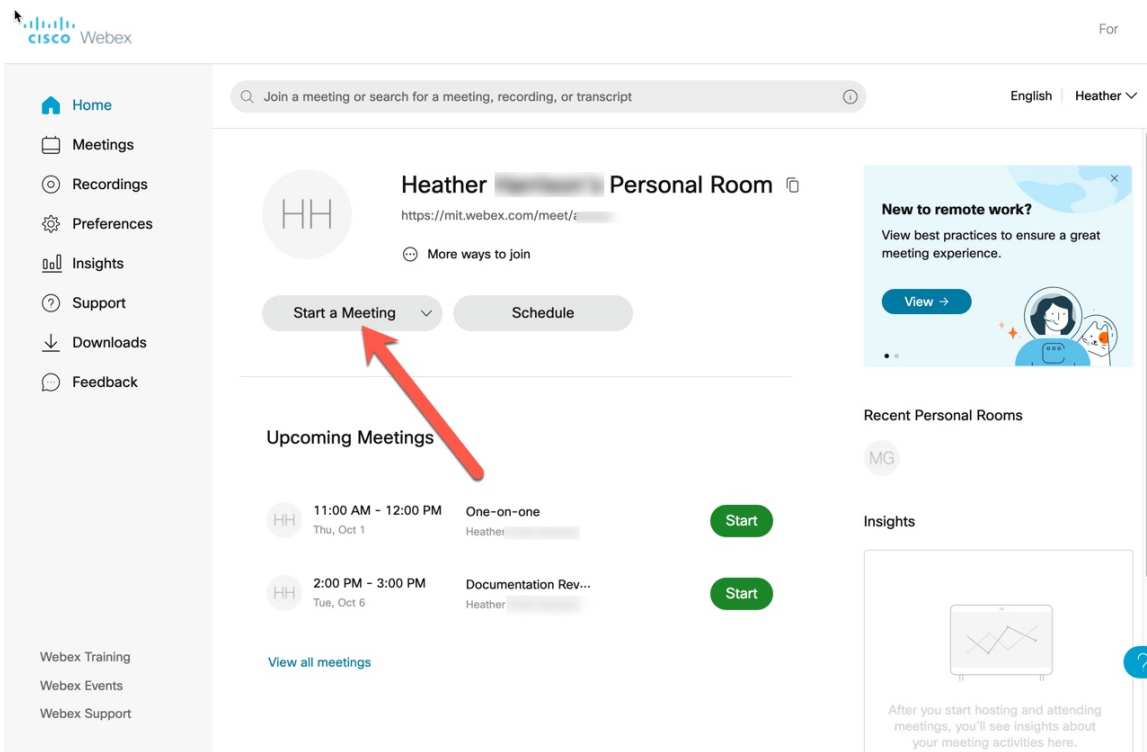 CISCO Webex
For
Join a meeting or search for a meeting, recording, or transcript
English
Heather
Home
Meetings
Recordings
Preferences
Insights
Support
Downloads
Feedback
Webex Training
Webex Events
Webex Support
HH
Heather Personal Room
https://mit.webex.com/meet/a
More ways to join
Start a Meeting
Schedule
Upcoming Meetings
HH
11:00 AM - 12:00 PM
Thu, Oct 1
One-on-one
Heather
Start
HH
2:00 PM - 3:00 PM
Tue, Oct 6
Documentation Rev...
Heather
Start
View all meetings
New to remote work?
View best practices to ensure a great
meeting experience.
View →
Recent Personal Rooms
MG
Insights
After you start hosting and attending
meetings, you'll see insights about
your meeting activities here.
?